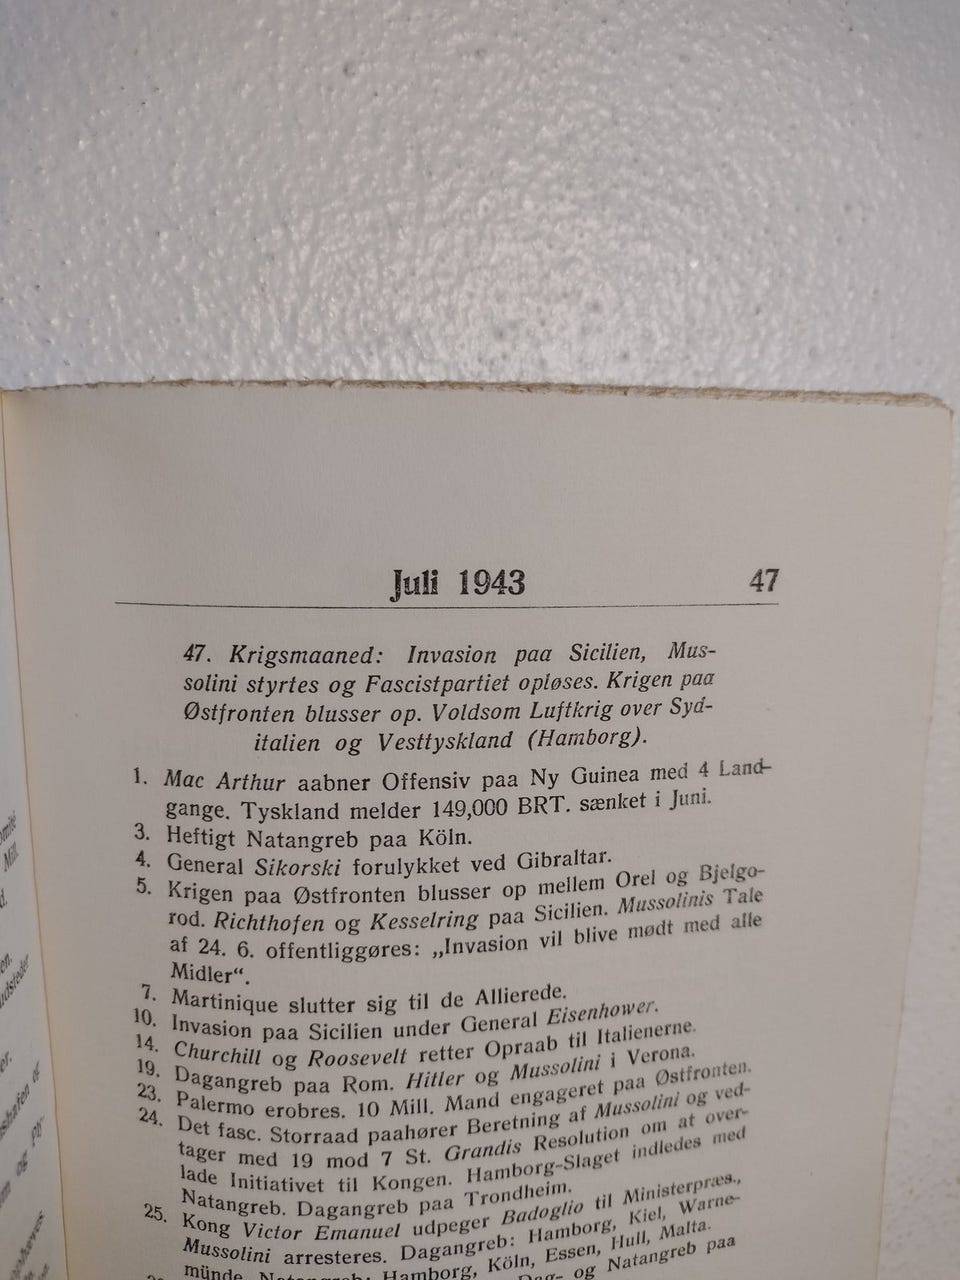 Juli 1943 47
47. Krigsmaaned: Invasion paa Sicilien, Mus-
solini styrtes og Fascistpartiet opløses. Krigen paa
Østfronten blusser op. Voldsom Luftkrig over Syd-
italien og Vesttyskland (Hamborg).
1. Mac Arthur aabner Offensiv paa Ny Guinea med 4 Land-
gange. Tyskland melder 149,000 BRT. sænket i Juni.
3. Heftigt Natangreb paa Köln.
4. General Sikorski forulykket ved Gibraltar.
5. Krigen paa Østfronten blusser op mellem Orel og Bjelgo-
rod. Richthofen og Kesselring paa Sicilien. Mussolinis Tale
af 24. 6. offentliggøres: „Invasion vil blive mødt med alle
Midler“.
7. Martinique slutter sig til de Allierede.
10. Invasion paa Sicilien under General Eisenhower.
14. Churchill og Roosevelt retter Opraab til Italienerne.
19. Dagangreb paa Rom. Hitler og Mussolini i Verona.
23. Palermo erobres. 10 Mill. Mand engageret paa Østfronten.
24. Det fasc. Storraad paahører Beretning af Mussolini og ved-
tager med 19 mod 7 St. Grandis Resolution om at over-
lade Initiativet til Kongen. Hamborg-Slaget indledes med
Natangreb. Dagangreb paa Trondheim.
25. Kong Victor Emanuel udpeger Badoglio til Ministerpræs.,
Mussolini arresteres. Dagangreb: Hamborg, Kiel, Warne-
münde. Natangreb: Hamborg, Köln, Essen, Hull, Malta.
Dag- og Natangreb paa